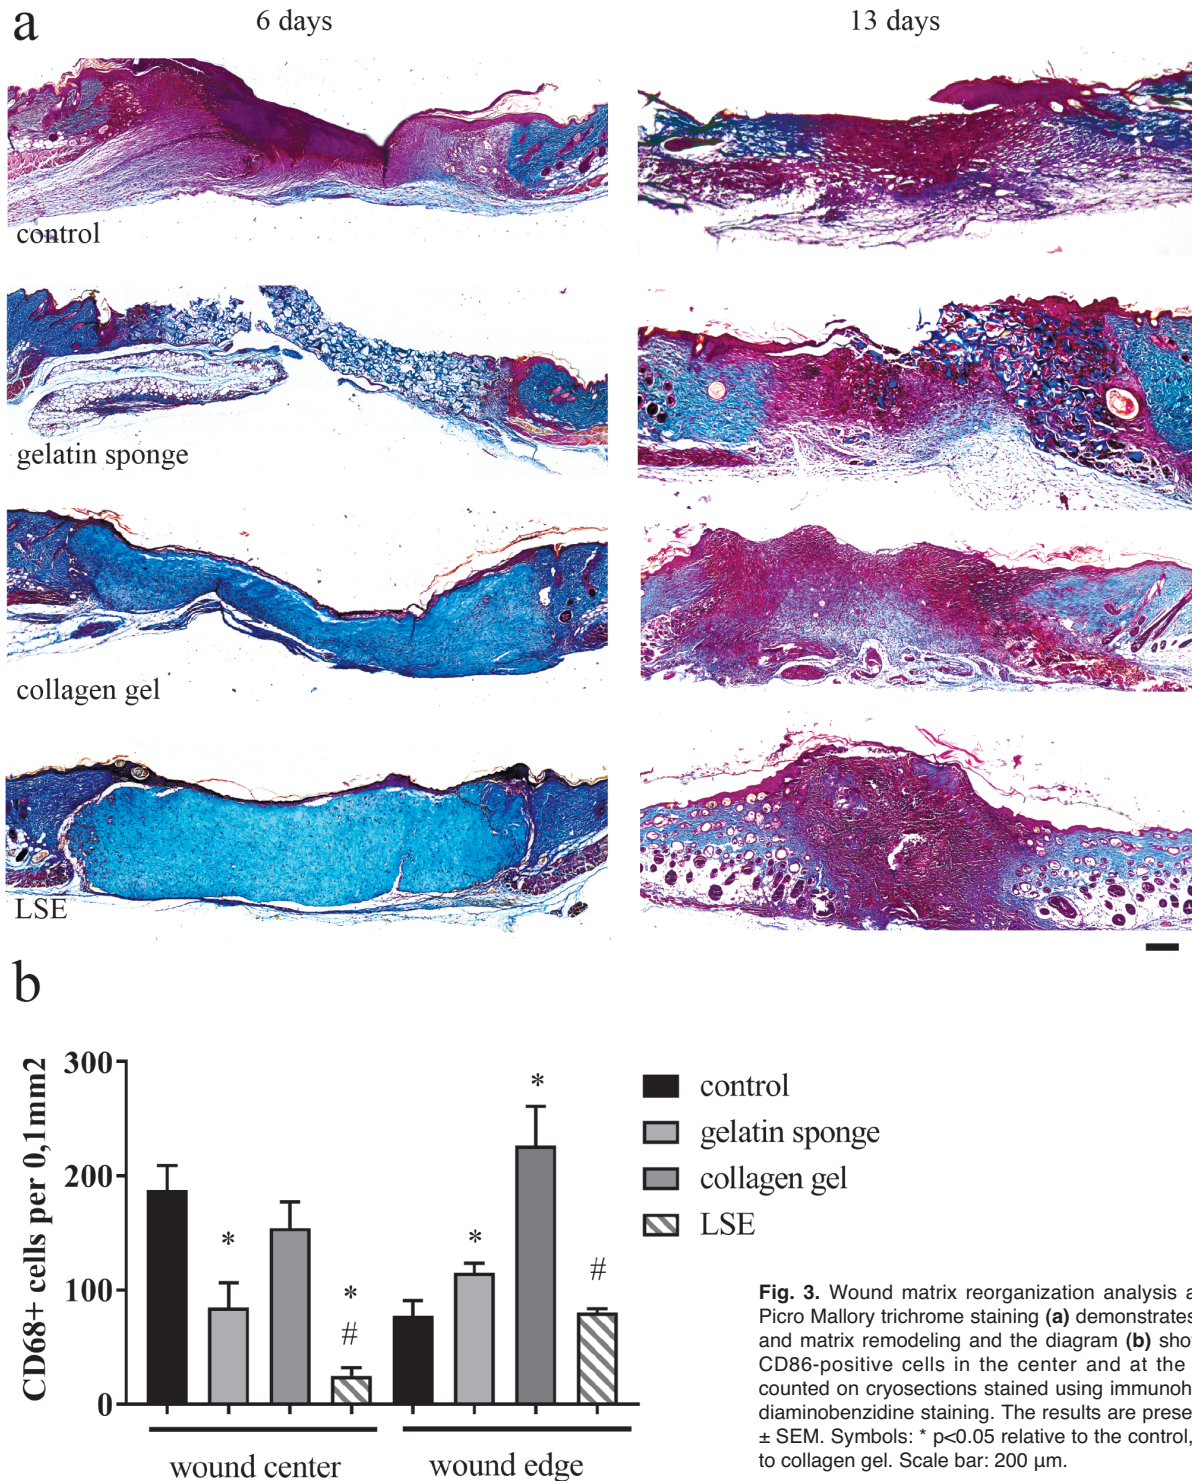 a
6 days
13 days
control
gelatin sponge
collagen gel
LSE
b
CD68+ cells per 0,1mm2
300
200
100
0
*
*
#
*
*
#
wound center
wound edge
control
gelatin sponge
collagen gel
LSE
Fig. 3. Wound matrix reorganization analysis a
Picro Mallory trichrome staining (a) demonstrates
and matrix remodeling and the diagram (b) sho
CD86-positive cells in the center and at the
counted on cryosections stained using immunoh
diaminobenzidine staining. The results are prese
± SEM. Symbols: * p<0.05 relative to the control,
to collagen gel. Scale bar: 200 µm.